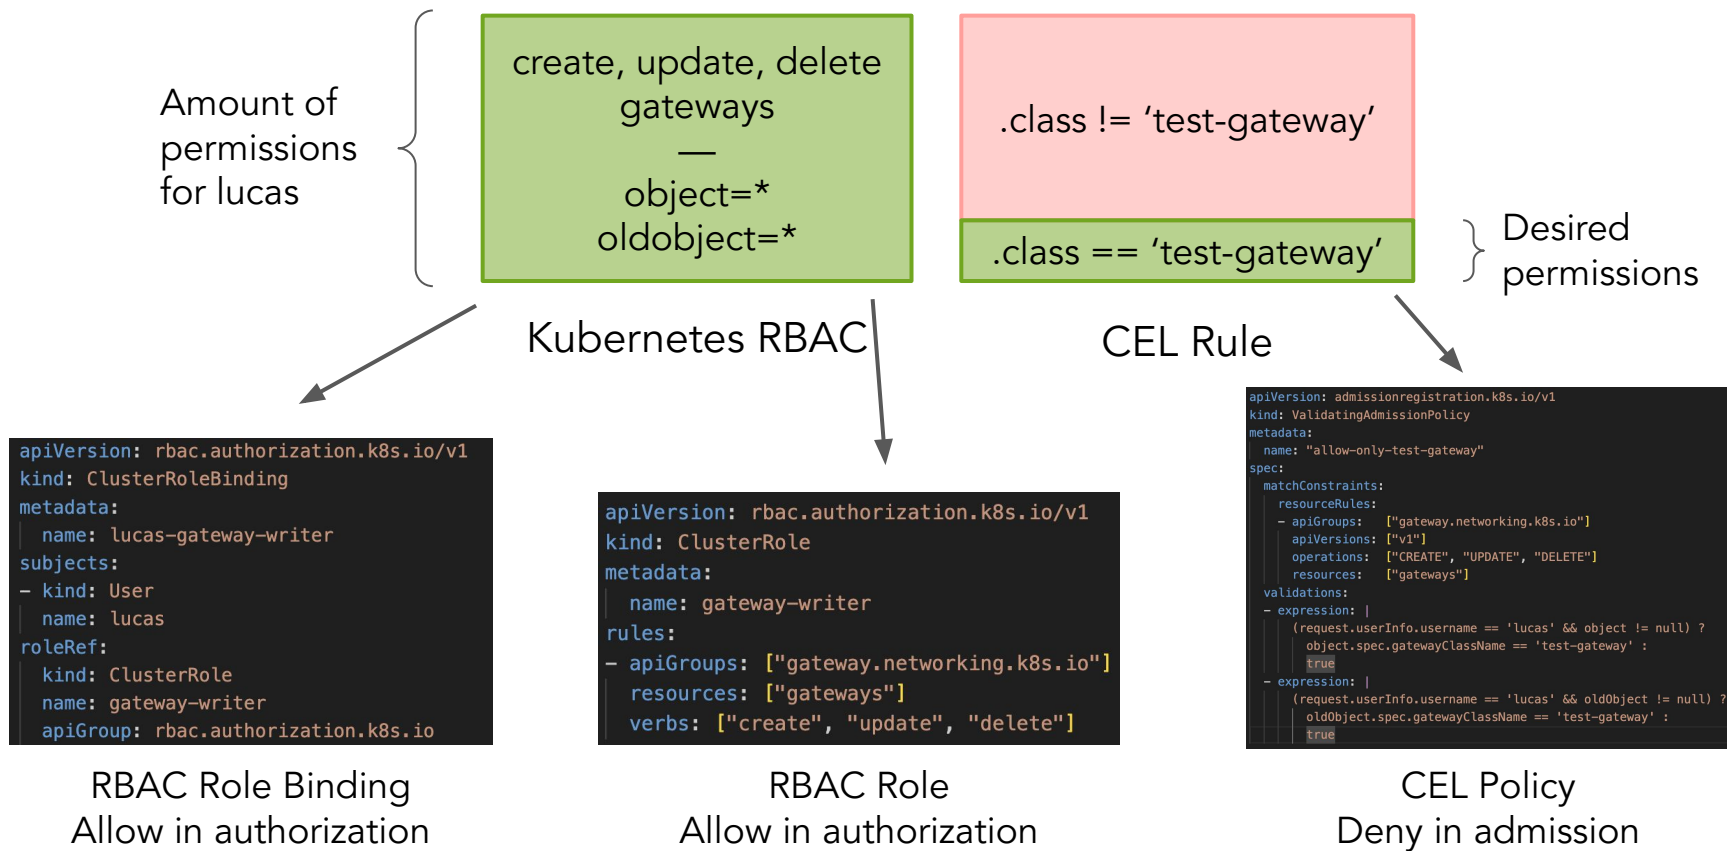 Amount of
permissions
for lucas
create, update, delete
gateways
—
object=*
oldobject=*
.class != ‘test-gateway’
.class == ‘test-gateway’
Desired
permissions
Kubernetes RBAC
CEL Rule
apiVersion: rbac.authorization.k8s.io/v1
kind: ClusterRoleBinding
metadata:
  name: lucas-gateway-writer
subjects:
- kind: User
  name: lucas
roleRef:
  kind: ClusterRole
  name: gateway-writer
  apiGroup: rbac.authorization.k8s.io
RBAC Role Binding
Allow in authorization
apiVersion: rbac.authorization.k8s.io/v1
kind: ClusterRole
metadata:
  name: gateway-writer
rules:
- apiGroups: ["gateway.networking.k8s.io"]
  resources: ["gateways"]
  verbs: ["create", "update", "delete"]
RBAC Role
Allow in authorization
apiVersion: admissionregistration.k8s.io/v1
kind: ValidatingAdmissionPolicy
metadata:
  name: "allow-only-test-gateway"
spec:
  matchConstraints:
    resourceRules:
    - apiGroups:   ["gateway.networking.k8s.io"]
      apiVersions: ["v1"]
      operations:  ["CREATE", "UPDATE", "DELETE"]
      resources:   ["gateways"]
  validations:
  - expression: |
      (request.userInfo.username == 'lucas' && object != null) ?
        object.spec.gatewayClassName == 'test-gateway' :
        true
  - expression: |
      (request.userInfo.username == 'lucas' && oldObject != null) ?
        oldObject.spec.gatewayClassName == 'test-gateway' :
        true
CEL Policy
Deny in admission